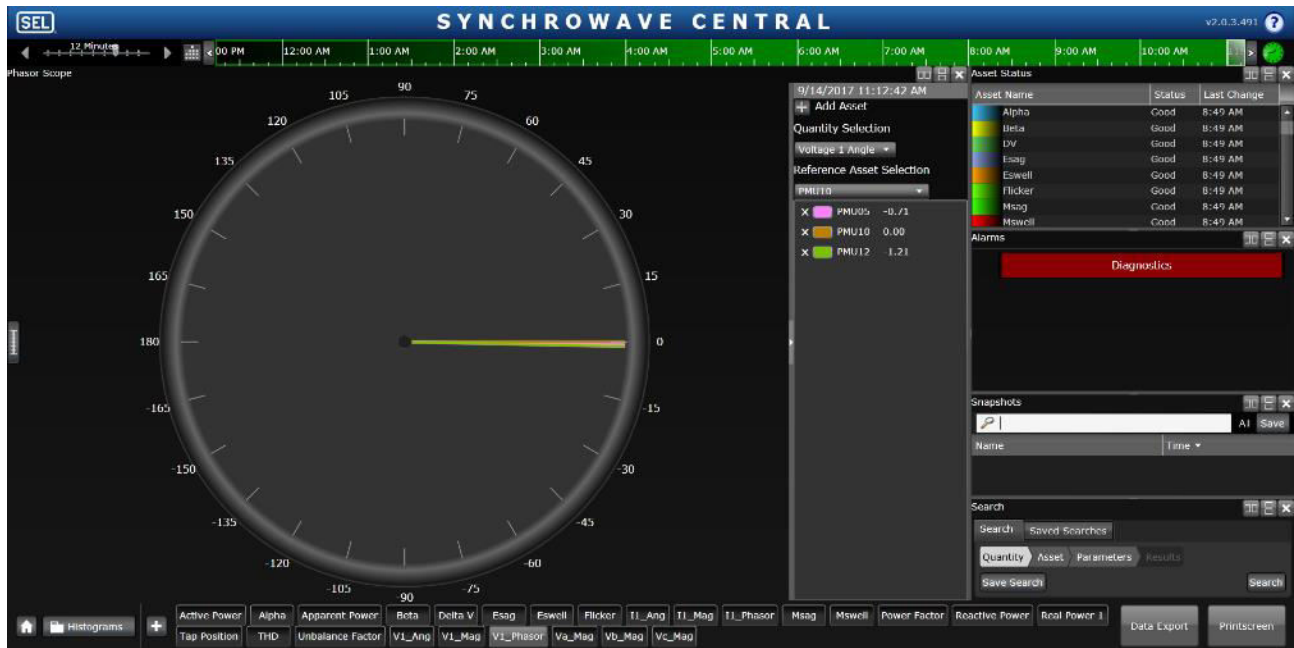 SEL
SYNCHROWAVE CENTRAL
v2.0.3.491 ?
12 Minutes
00 PM 12:00 AM 1:00 AM 2:00 AM 3:00 AM 4:00 AM 5:00 AM 6:00 AM 7:00 AM 8:00 AM 9:00 AM 10:00 AM
Phasor Scope
90
105 75
120 60
135 45
150 30
165 15
180 0
-165 -15
-150 -30
-135 -45
-120 -60
-105 -75
-90
9/14/2017 11:12:42 AM
Add Asset
Quantity Selection
Voltage 1 Angle
Reference Asset Selection
PMU10
X PMU05 -0.71
X PMU10 0.00
X PMU12 -1.21
Asset Status
Asset Name Status Last Change
Alpha Good 8:49 AM
Beta Good 8:49 AM
DV Good 8:49 AM
Esag Good 8:49 AM
Eswell Good 8:49 AM
Flicker Good 8:49 AM
Msag Good 8:49 AM
Mswell Good 8:49 AM
Alarms
Diagnostics
Snapshots
Save
Name Time
Search
Search Saved Searches
Quantity Asset Parameters Results
Save Search Search
Histograms
Active Power Alpha Apparent Power Beta Delta V Esag Eswell Flicker I1_Ang I1_Mag I1_Phasor Msag Mswell Power Factor Reactive Power Real Power 1
Tap Position THD Unbalance Factor V1_Ang V1_Mag V1_Phasor Va_Mag Vb_Mag Vc_Mag
Data Export Printscreen